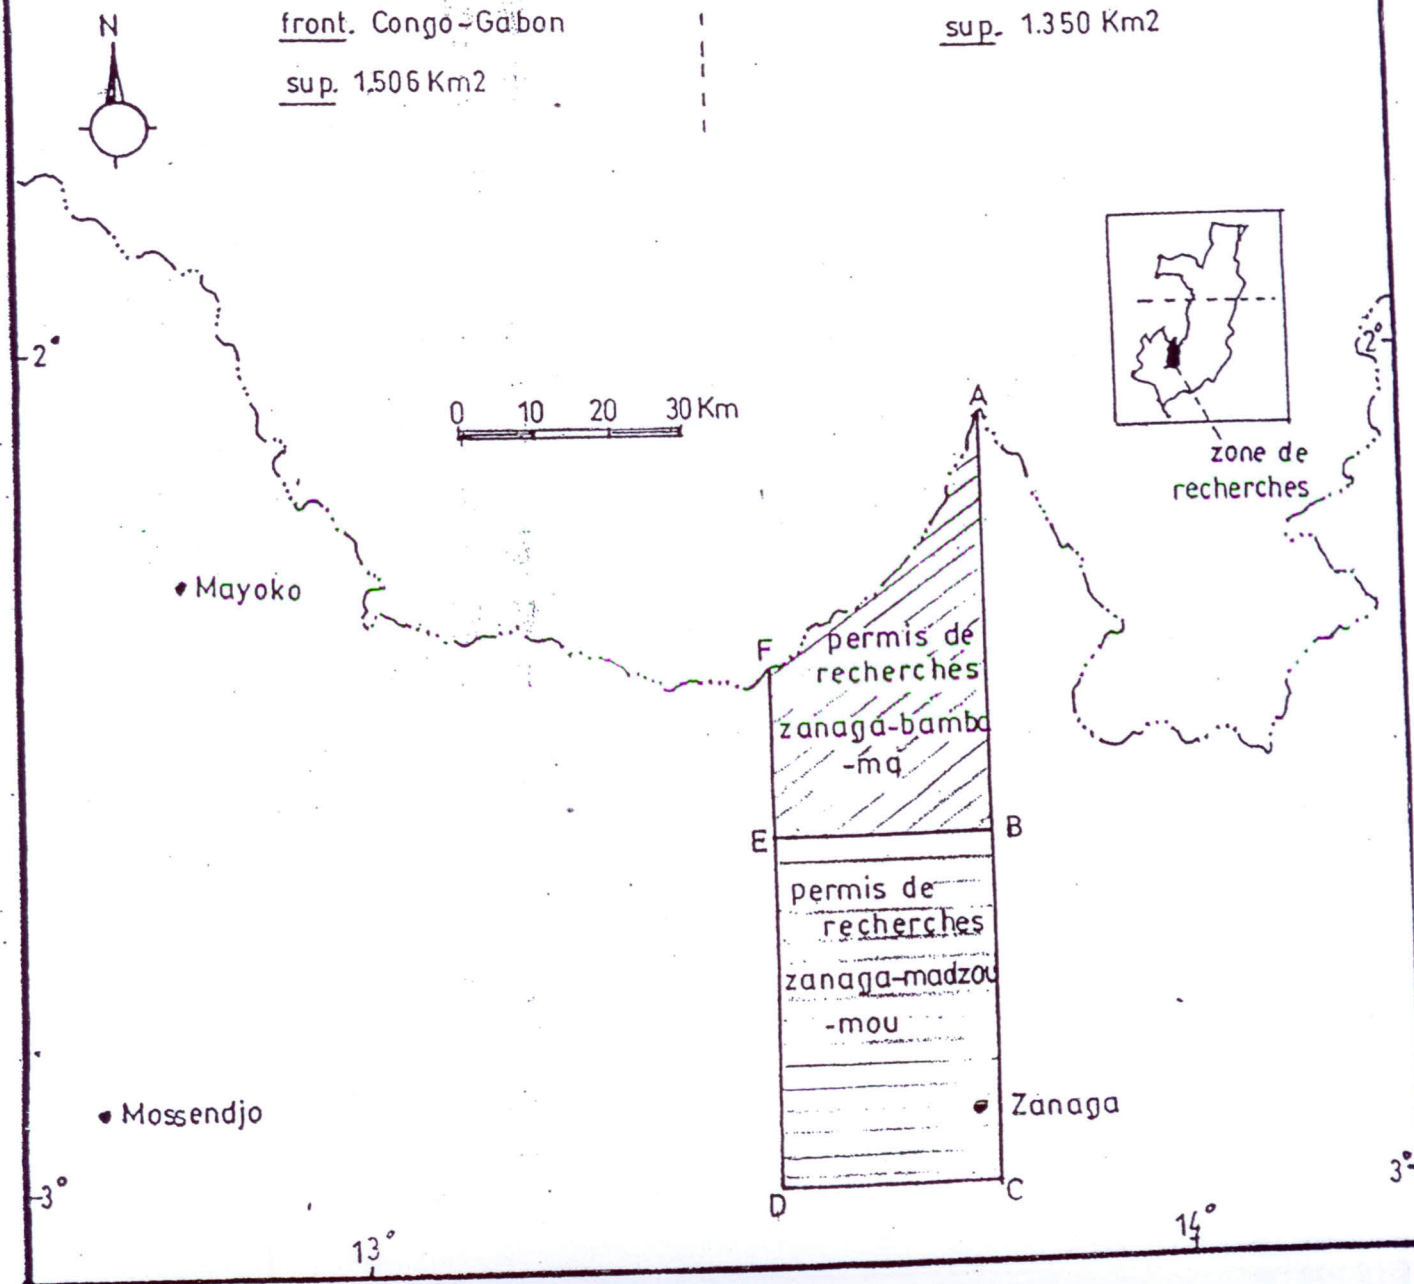 N
front. Congo-Gabon
sup. 1.506 Km2
sup. 1.350 Km2
2°
2°
0 10 20 30 Km
A
zone de
recherches
Mayoko
F
permis de
recherches
zanaga-bamba
-ma
E
B
permis de
recherches
zanaga-madzou
-mou
Mossendjo
Zanaga
3°
3°
D
C
13°
14°